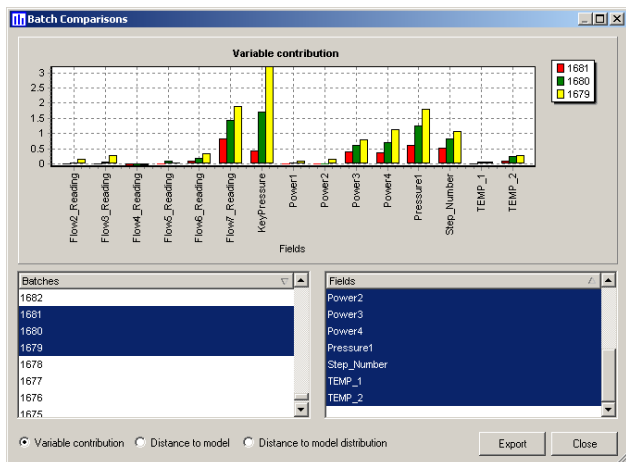 Batch Comparisons
Variable contribution
1681
1680
1679
3
2.5
2
1.5
1
0.5
0
Flow2_Reading
Flow3_Reading
Flow4_Reading
Flow5_Reading
Flow6_Reading
Flow7_Reading
KeyPressure
Power1
Power2
Power3
Power4
Pressure1
Step_Number
TEMP_1
TEMP_2
Fields
Batches
1682
1681
1680
1679
1678
1677
1676
1675
Fields
Power2
Power3
Power4
Pressure1
Step_Number
TEMP_1
TEMP_2
Variable contribution Distance to model Distance to model distribution Export Close